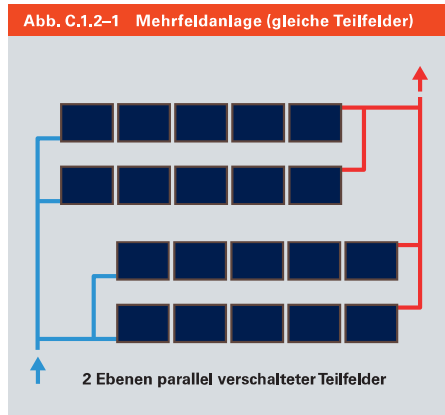 Abb. C.1.2–1 Mehrfeldanlage (gleiche Teilfelder)
2 Ebenen parallel verschalteter Teilfelder